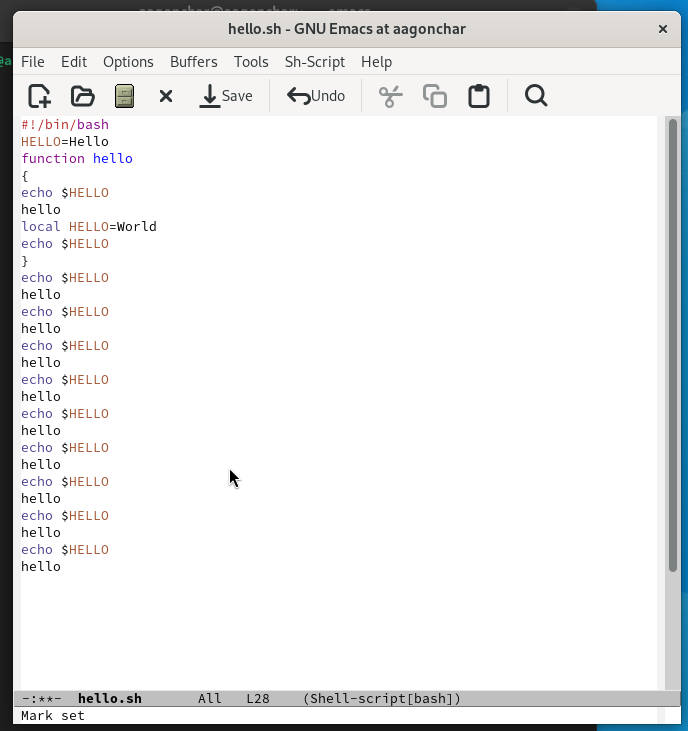 hello.sh - GNU Emacs at aagonchar
File Edit Options Buffers Tools Sh-Script Help
Save Undo
#!/bin/bash
HELLO=Hello
function hello
{
echo $HELLO
hello
local HELLO=World
echo $HELLO
}
echo $HELLO
hello
echo $HELLO
hello
echo $HELLO
hello
echo $HELLO
hello
echo $HELLO
hello
echo $HELLO
hello
echo $HELLO
hello
echo $HELLO
hello
echo $HELLO
hello
-:**- hello.sh All L28 (Shell-script[bash])
Mark set